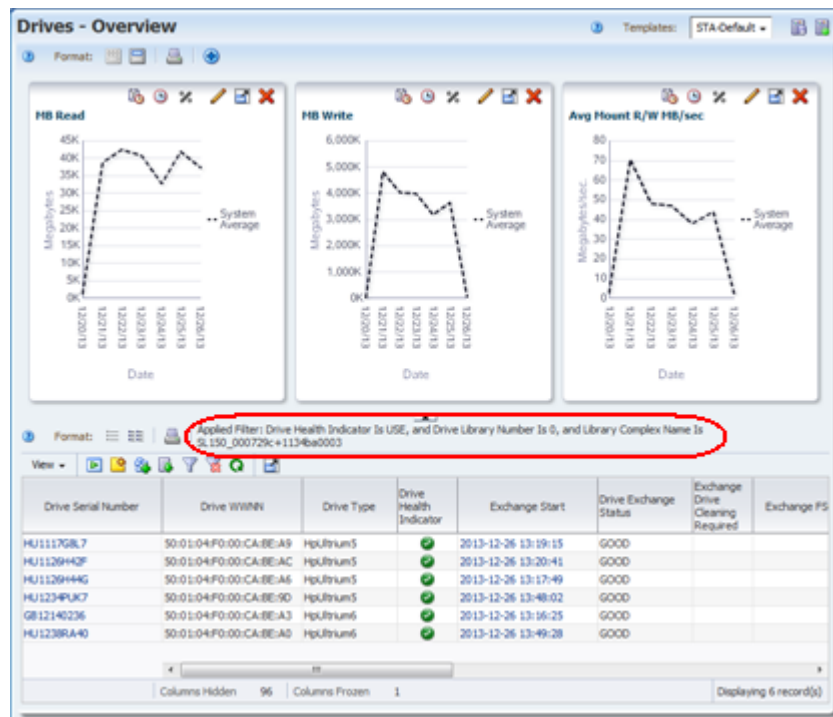 Drives - Overview
Templates: STA-Default
Format:
MB Read
45K
40K
35K
30K
25K
20K
15K
10K
5K
0K
Megabytes
System
Average
12/20/13
12/21/13
12/22/13
12/23/13
12/24/13
12/25/13
12/26/13
Date
MB Write
6,000K
5,000K
4,000K
3,000K
2,000K
1,000K
0K
Megabytes
System
Average
12/20/13
12/21/13
12/22/13
12/23/13
12/24/13
12/25/13
12/26/13
Date
Avg Mount R/W MB/sec
80
70
60
50
40
30
20
10
0
Megabytes/sec.
System
Average
12/20/13
12/21/13
12/22/13
12/23/13
12/24/13
12/25/13
12/26/13
Date
Format:
Applied Filter: Drive Health Indicator Is USE, and Drive Library Number Is 0, and Library Complex Name Is
SL150_000729c+1134ba0003
View
Drive Serial Number Drive WWNN Drive Type Drive Health Indicator Exchange Start Drive Exchange Status Exchange Drive Cleaning Required Exchange FS
HU1117G8L7 50:01:04:F0:00:CA:BE:A9 HpUltrium5 2013-12-26 13:19:15 GOOD
HU1126H42F 50:01:04:F0:00:CA:BE:AC HpUltrium5 2013-12-26 13:20:41 GOOD
HU1126H44G 50:01:04:F0:00:CA:BE:A6 HpUltrium5 2013-12-26 13:17:49 GOOD
HU1234PUK7 50:01:04:F0:00:CA:BE:9D HpUltrium5 2013-12-26 13:48:02 GOOD
GB12140236 50:01:04:F0:00:CA:BE:A3 HpUltrium6 2013-12-26 13:16:25 GOOD
HU1238RA40 50:01:04:F0:00:CA:BE:A0 HpUltrium6 2013-12-26 13:49:28 GOOD
Columns Hidden 96 Columns Frozen 1 Displaying 6 record(s)